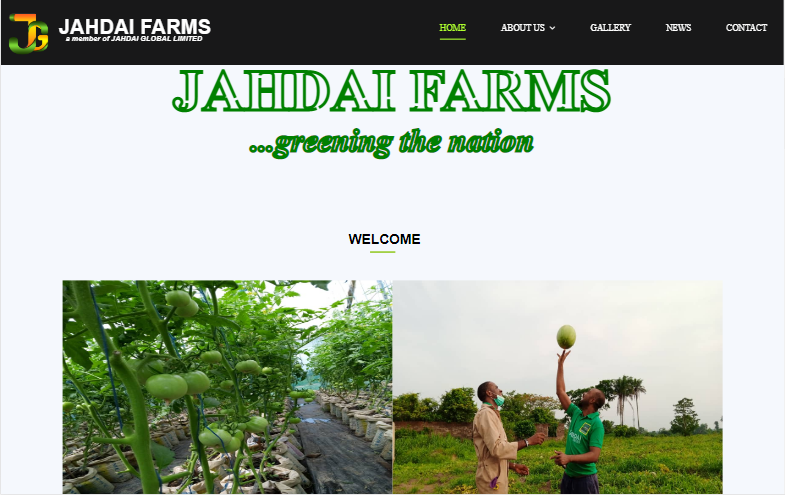 JAHDAI FARMS
a member of JAHDAI GLOBAL LIMITED
HOME
ABOUT US
GALLERY
NEWS
CONTACT
JAHDAI FARMS
...greening the nation
WELCOME